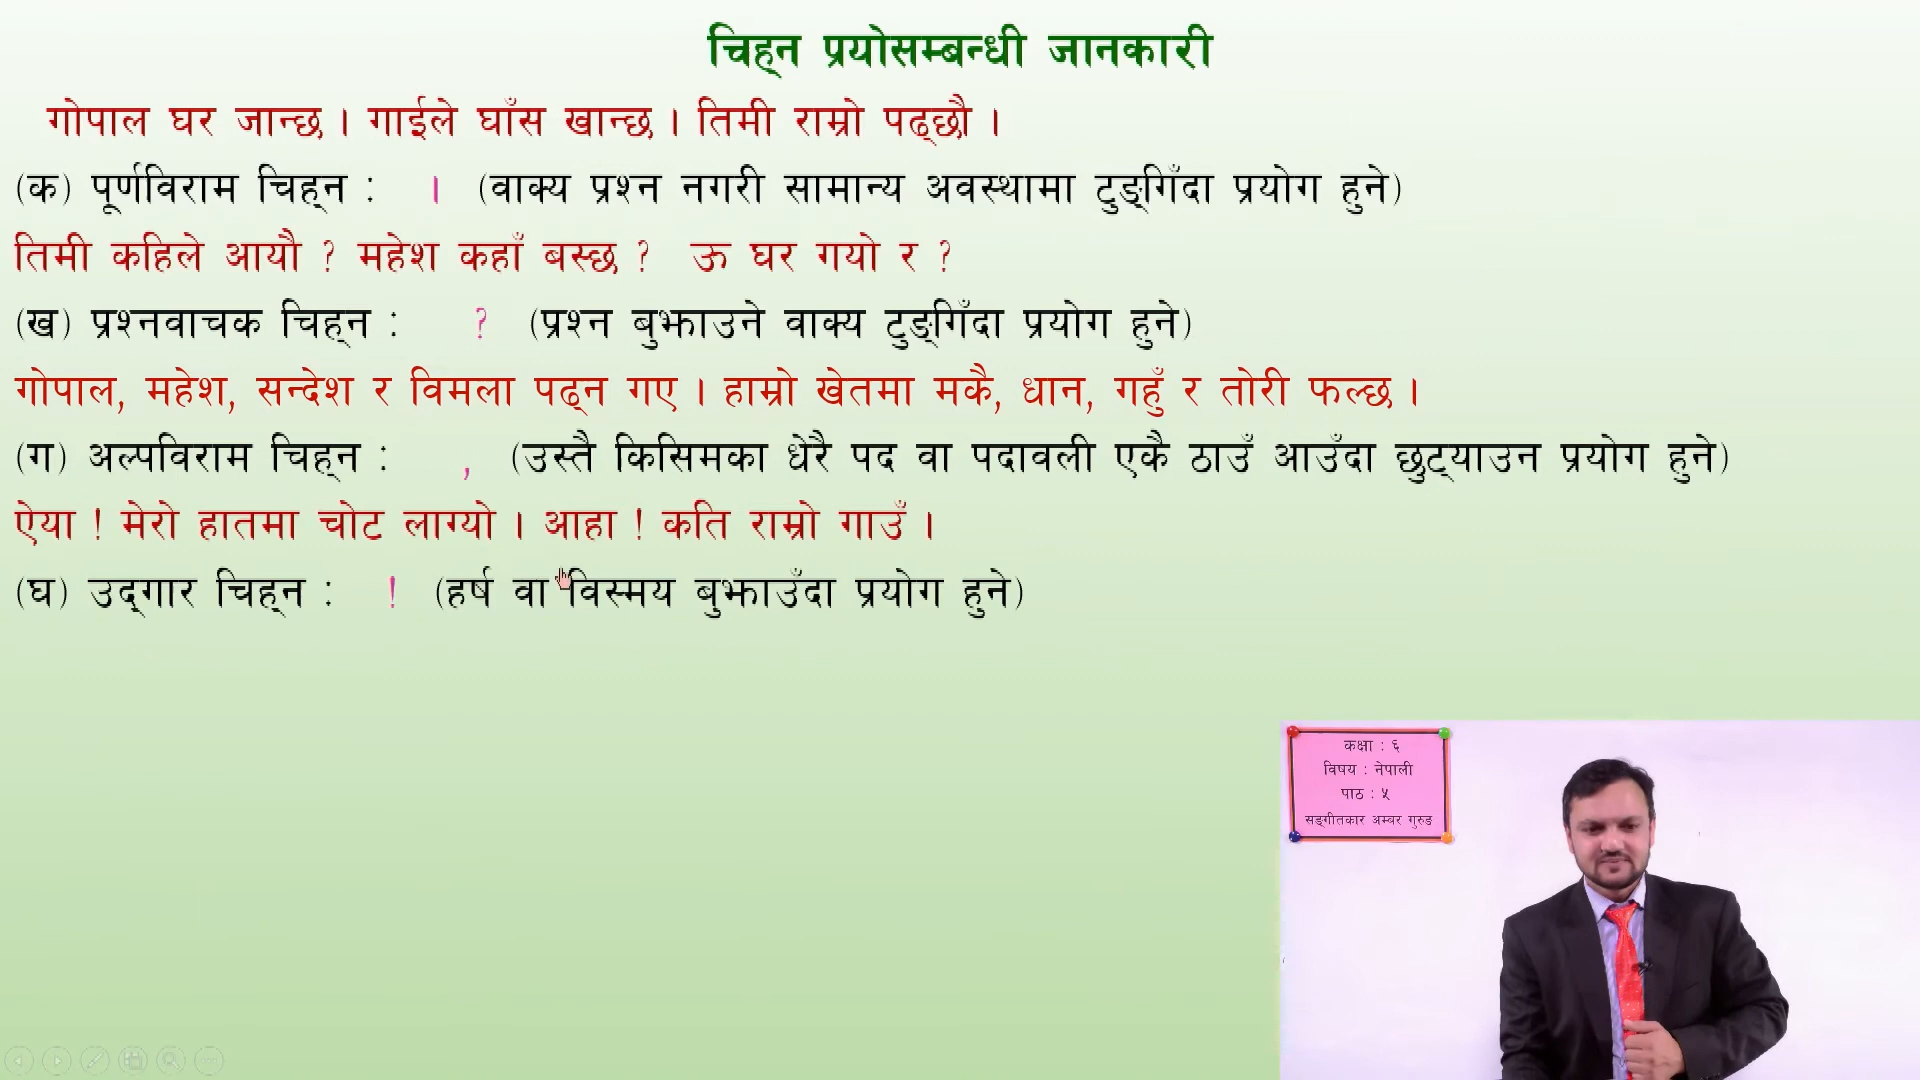 चिह्न प्रयोसम्बन्धी जानकारी
गोपाल घर जान्छ । गाईले घाँस खान्छ । तिमी राम्रो पढ्छौ ।
(क) पूर्णविराम चिह्न : । (वाक्य प्रश्न नगरी सामान्य अवस्थामा टुङ्गिँदा प्रयोग हुने)
तिमी कहिले आयौ ? महेश कहाँ बस्छ ? ऊ घर गयो र ?
(ख) प्रश्नवाचक चिह्न : ? (प्रश्न बुझाउने वाक्य टुङ्गिँदा प्रयोग हुने)
गोपाल, महेश, सन्देश र विमला पढ्न गए । हाम्रो खेतमा मकै, धान, गहुँ र तोरी फल्छ ।
(ग) अल्पविराम चिह्न : , (उस्तै किसिमका धेरै पद वा पदावली एकै ठाउँ आउँदा छुट्याउन प्रयोग हुने)
ऐया ! मेरो हातमा चोट लाग्यो । आहा ! कति राम्रो गाउँ ।
(घ) उद्गार चिह्न : ! (हर्ष वा विस्मय बुझाउँदा प्रयोग हुने)
कक्षा : ६
विषय : नेपाली
पाठ : ५
सङ्गीतकार अम्बर गुरुङ